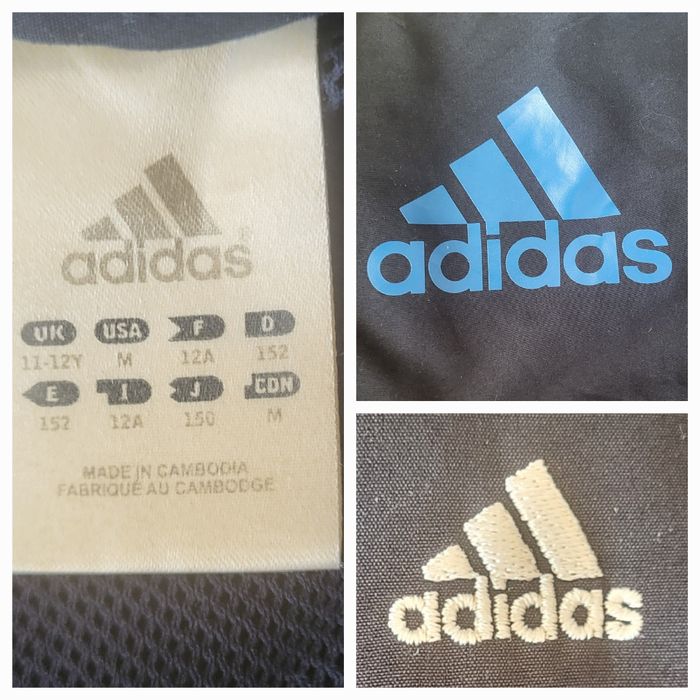 adidas®
UK USA F D
11-12Y M 12A 152
E I J CDN
152 12A 150 M
MADE IN CAMBODIA
FABRIQUÉ AU CAMBODGE
adidas
adidas